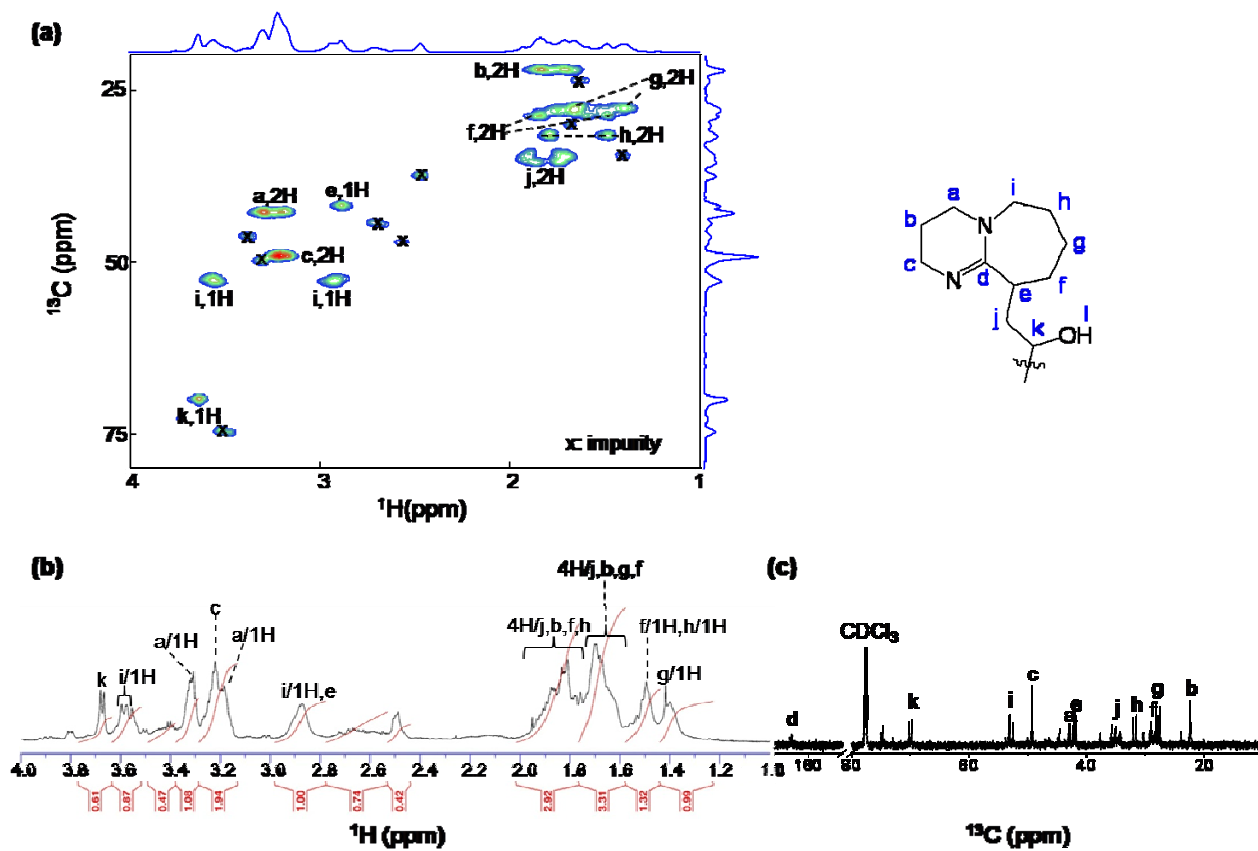 (a)
b,2H
x
g,2H
f,2H
x
h,2H
x
j,2H
x
a,2H
e,1H
x
x
x
x
c,2H
i,1H
i,1H
k,1H
x
x: impurity
25
50
75
4
3
2
1
¹³C (ppm)
¹H(ppm)
a
i
b
N
h
g
c
N
d
e
f
j
k
l
OH
(b)
4H/j,b,g,f
c
a/1H
a/1H
4H/j,b,f,h
f/1H,h/1H
k
i/1H
i/1H,e
g/1H
4.0 3.8 3.6 3.4 3.2 3.0 2.8 2.6 2.4 2.2 2.0 1.8 1.6 1.4 1.2 1.0
0.61 0.87 0.47 1.08 1.94 1.00 0.74 0.42 2.92 3.31 1.32 0.99
¹H (ppm)
(c)
CDCl₃
d
k
i
c
a
e
j
h
f
g
b
160 80 60 40 20
¹³C (ppm)